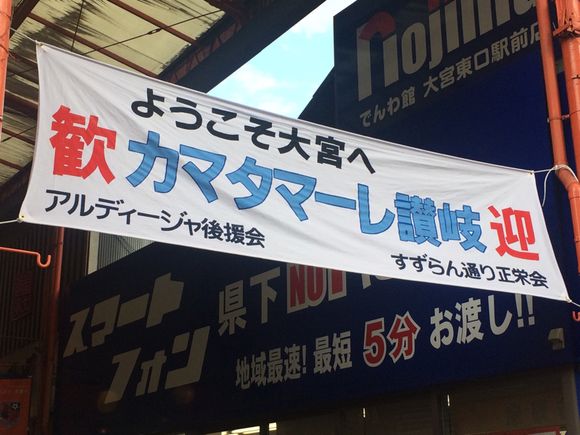 nojima
でんわ館 大宮東口駅前店
ようこそ大宮へ
歓 カマタマーレ讃岐 迎
アルディージャ後援会
すずらん通り正栄会
スマート
フォン
県下 NO
地域最速! 最短 5分 お渡し!!